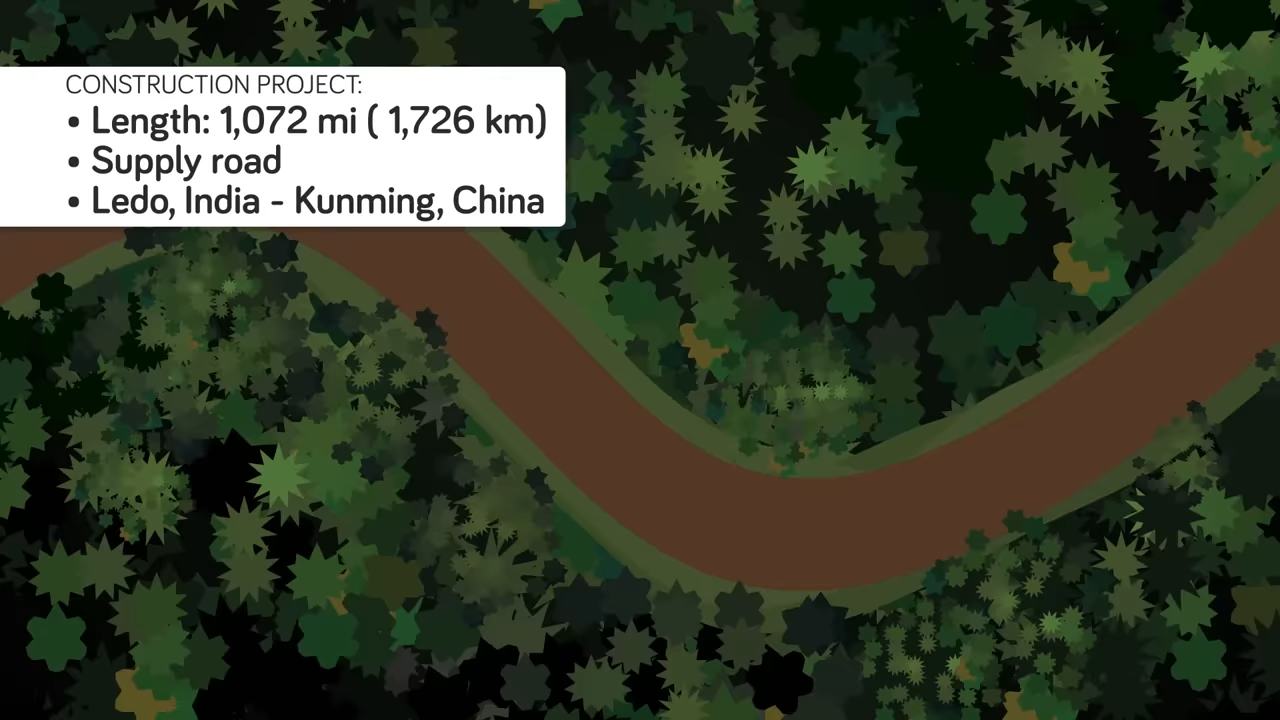 CONSTRUCTION PROJECT:
• Length: 1,072 mi ( 1,726 km)
• Supply road
• Ledo, India - Kunming, China